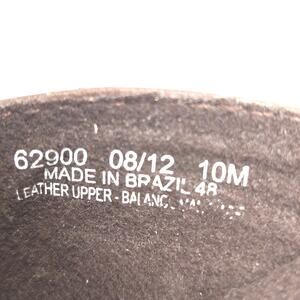 62900 08/12 10M
MADE IN BRAZIL 48
LEATHER UPPER - BALANC